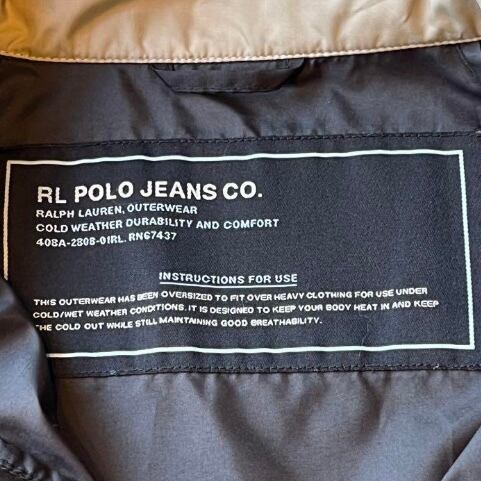 RL POLO JEANS CO.
RALPH LAUREN, OUTERWEAR
COLD WEATHER DURABILITY AND COMFORT
408A-2808-01RL. RN67437
INSTRUCTIONS FOR USE
THIS OUTERWEAR HAS BEEN OVERSIZED TO FIT OVER HEAVY CLOTHING FOR USE UNDER
COLD/WET WEATHER CONDITIONS. IT IS DESIGNED TO KEEP YOUR BODY HEAT IN AND KEEP
THE COLD OUT WHILE STILL MAINTAINING GOOD BREATHABILITY.